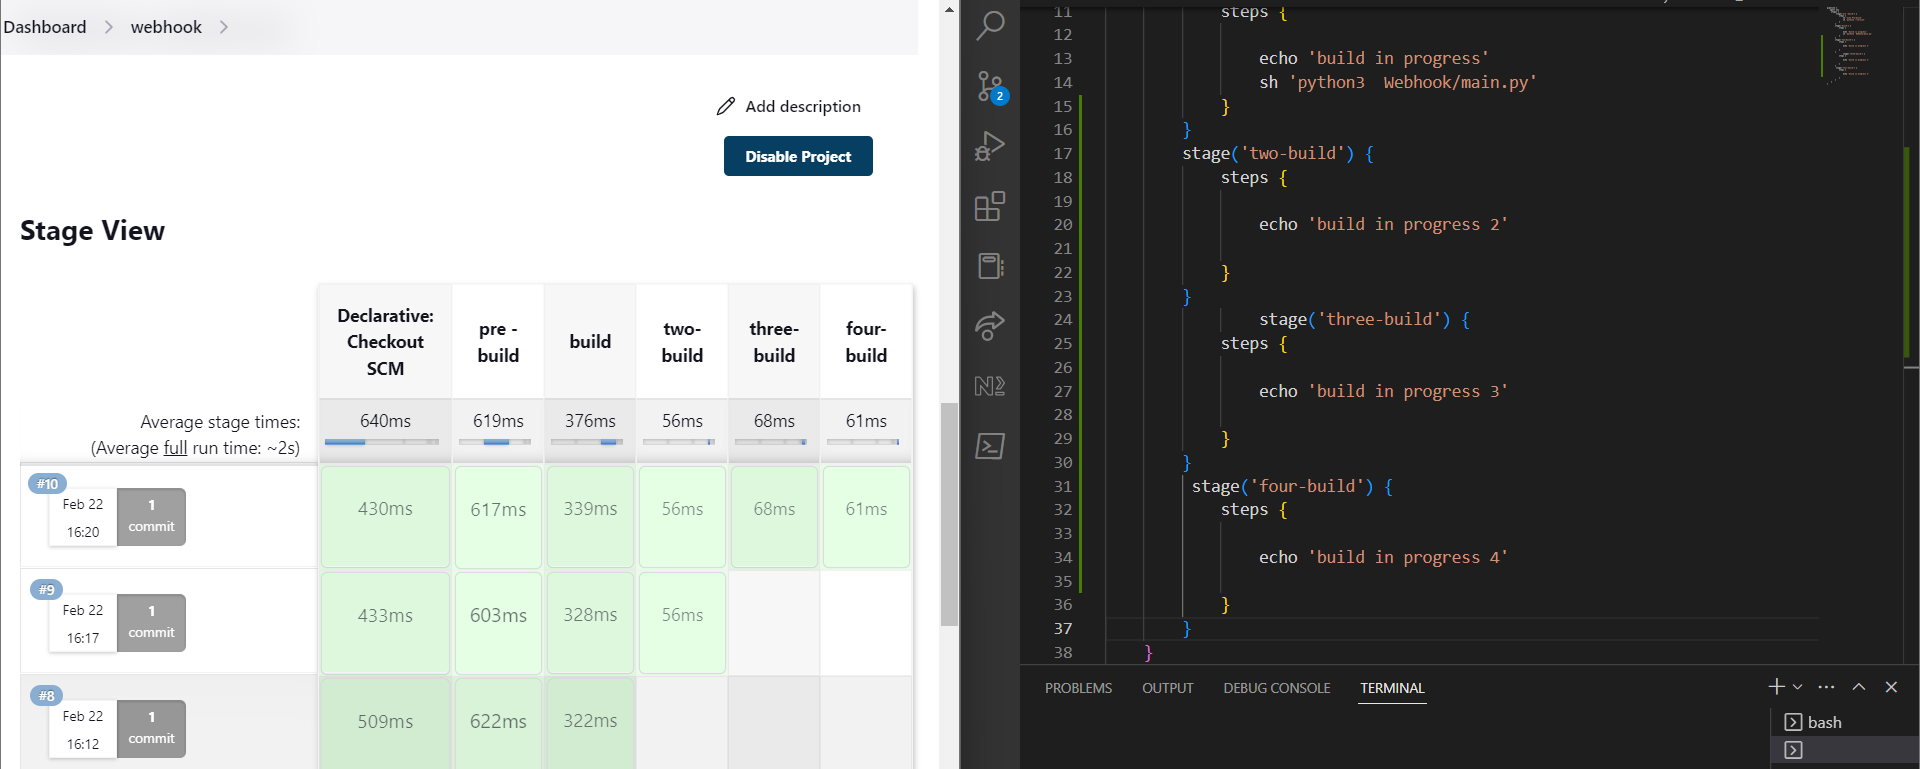 Dashboard > webhook >
Add description
Disable Project
Stage View
Declarative:
Checkout
SCM
pre -
build
build
two-
build
three-
build
four-
build
Average stage times:
(Average full run time: ~2s)
640ms 619ms 376ms 56ms 68ms 61ms
#10
Feb 22
16:20
1
commit
430ms 617ms 339ms 56ms 68ms 61ms
#9
Feb 22
16:17
1
commit
433ms 603ms 328ms 56ms
#8
Feb 22
16:12
1
commit
509ms 622ms 322ms
2
11 steps {
12
13 echo 'build in progress'
14 sh 'python3  Webhook/main.py'
15 }
16 }
17 stage('two-build') {
18 steps {
19
20 echo 'build in progress 2'
21
22 }
23 }
24 stage('three-build') {
25 steps {
26
27 echo 'build in progress 3'
28
29 }
30 }
31 stage('four-build') {
32 steps {
33
34 echo 'build in progress 4'
35
36 }
37 }
38 }
PROBLEMS OUTPUT DEBUG CONSOLE TERMINAL
bash